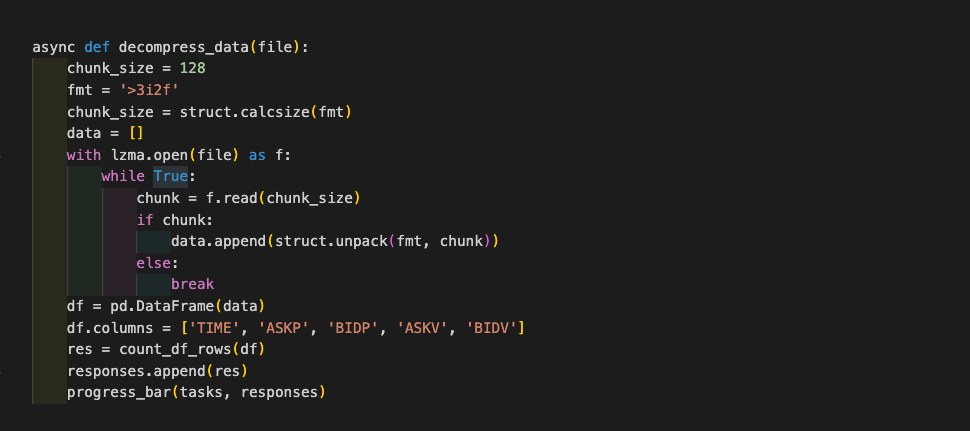 async def decompress_data(file):
    chunk_size = 128
    fmt = '>3i2f'
    chunk_size = struct.calcsize(fmt)
    data = []
    with lzma.open(file) as f:
        while True:
            chunk = f.read(chunk_size)
            if chunk:
                data.append(struct.unpack(fmt, chunk))
            else:
                break
    df = pd.DataFrame(data)
    df.columns = ['TIME', 'ASKP', 'BIDP', 'ASKV', 'BIDV']
    res = count_df_rows(df)
    responses.append(res)
    progress_bar(tasks, responses)